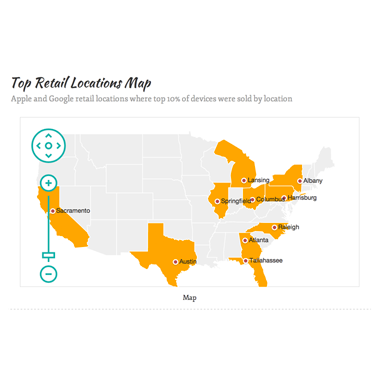 Top Retail Locations Map
Apple and Google retail locations where top 10% of devices were sold by location
Lansing
Albany
Springfield
Columbus
Harrisburg
Sacramento
Raleigh
Atlanta
Austin
Tallahassee
Map